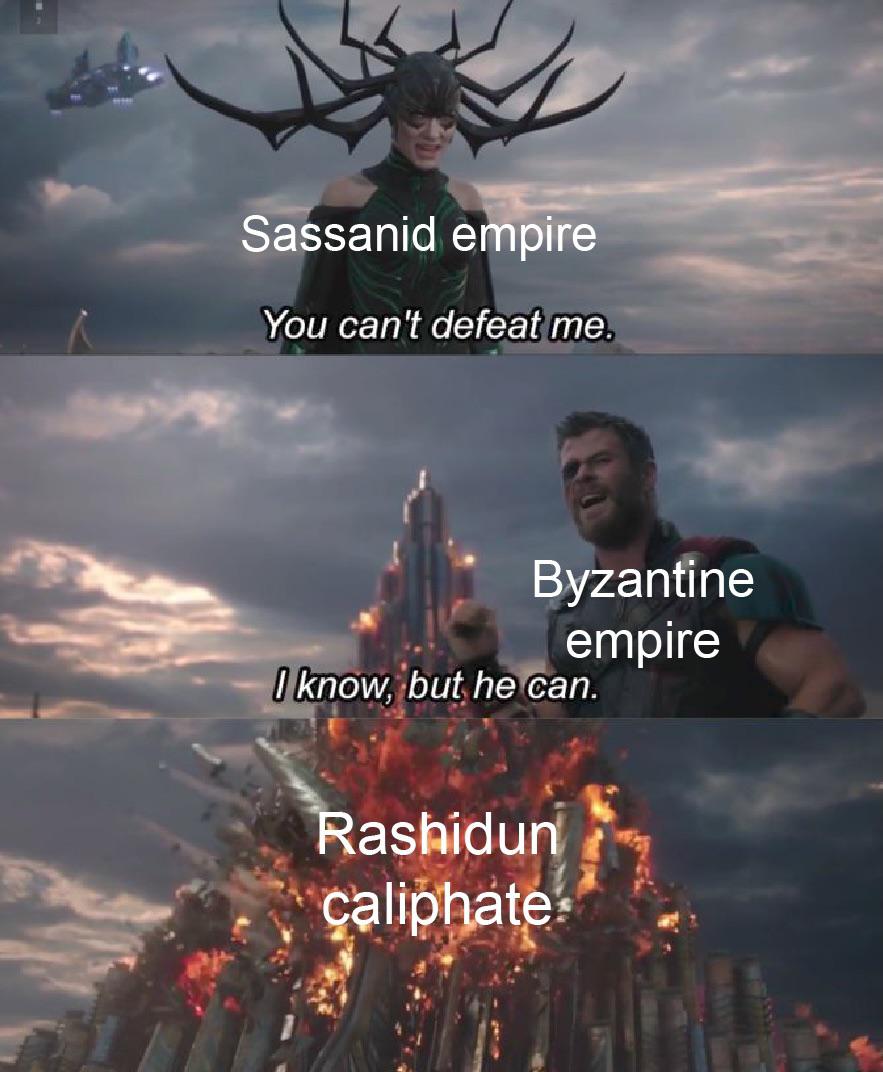 Sassanid empire
You can't defeat me.
Byzantine
empire
I know, but he can.
Rashidun
caliphate